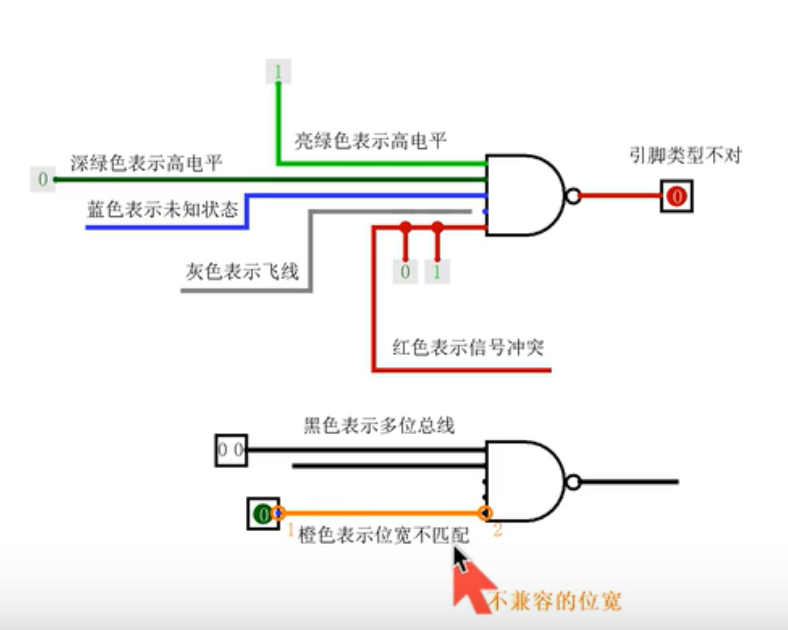 1
亮绿色表示高电平
引脚类型不对
深绿色表示高电平
0
0
蓝色表示未知状态
灰色表示飞线
0 1
红色表示信号冲突
黑色表示多位总线
0 0
0
1 橙色表示位宽不匹配 2
不兼容的位宽